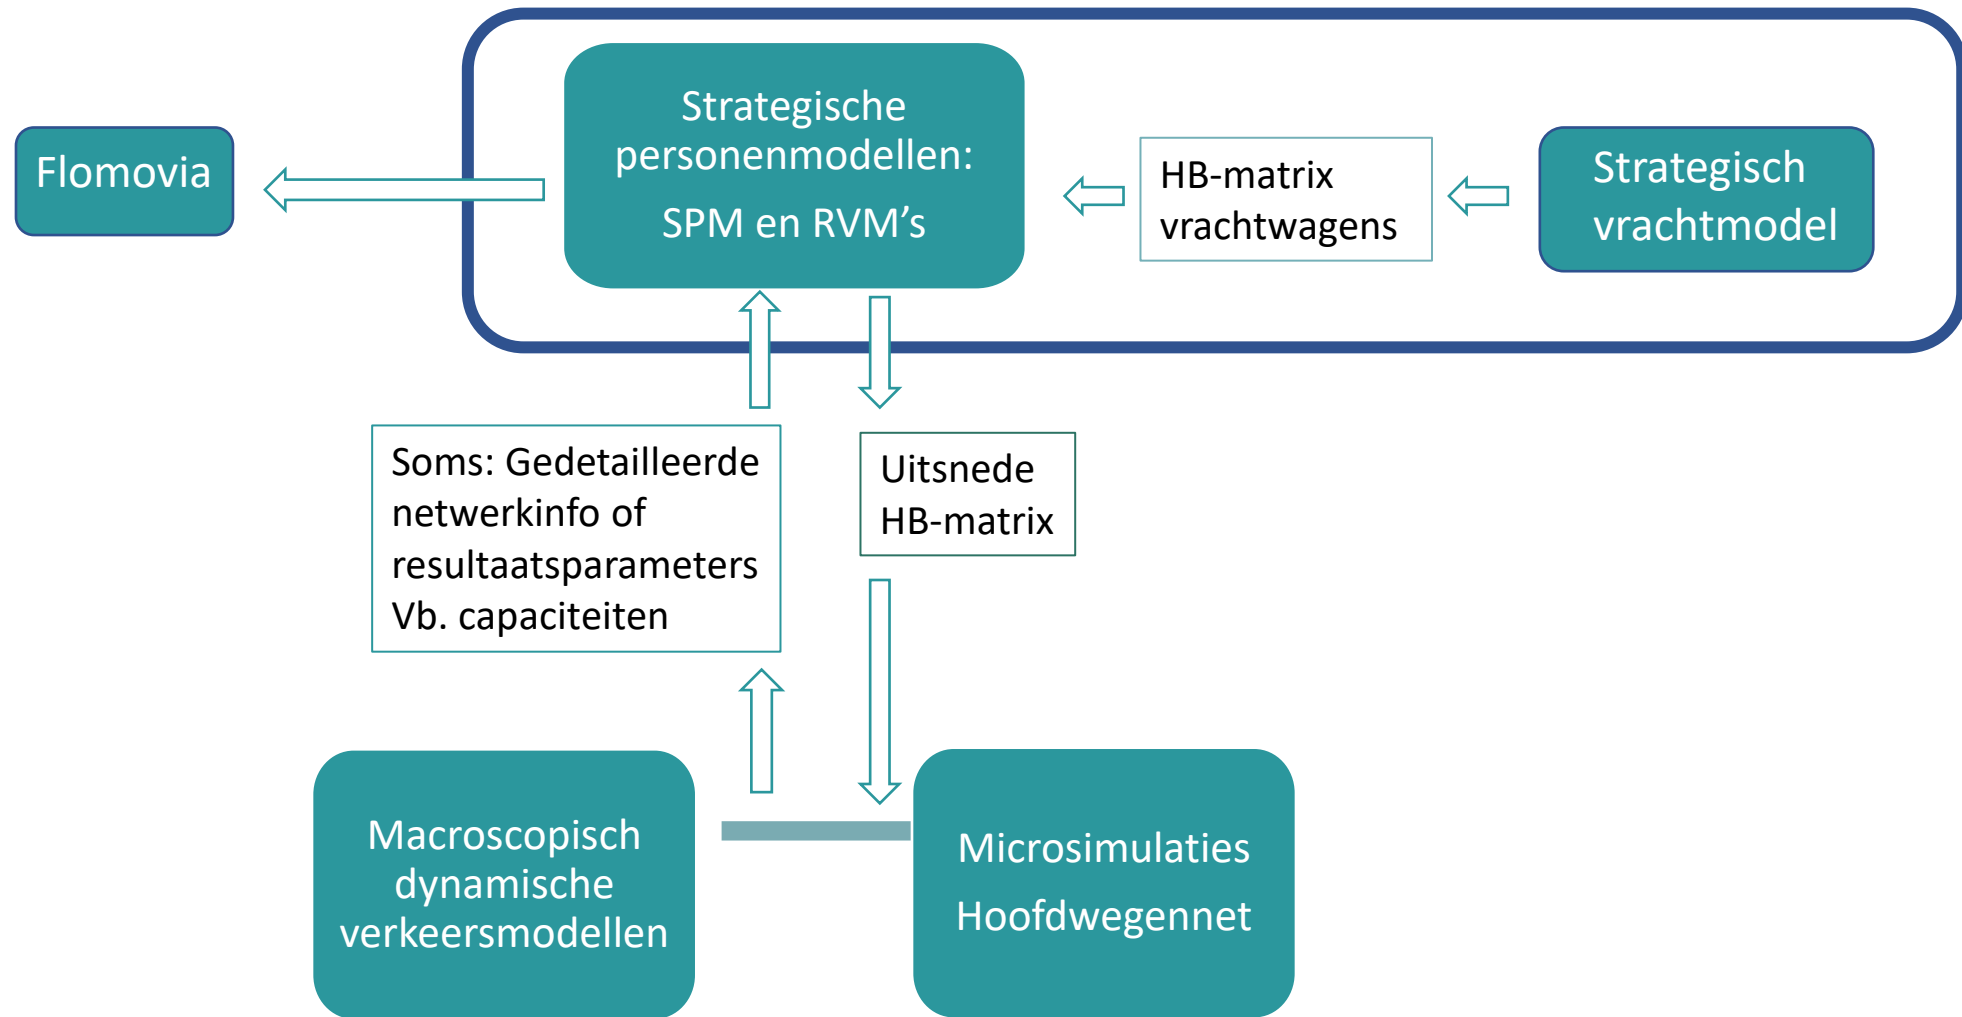 Flomovia
Strategische
personenmodellen:
SPM en RVM’s
HB-matrix
vrachtwagens
Strategisch
vrachtmodel
Soms: Gedetailleerde
netwerkinfo of
resultaatsparameters
Vb. capaciteiten
Uitsnede
HB-matrix
Macroscopisch
dynamische
verkeersmodellen
Microsimulaties
Hoofdwegennet